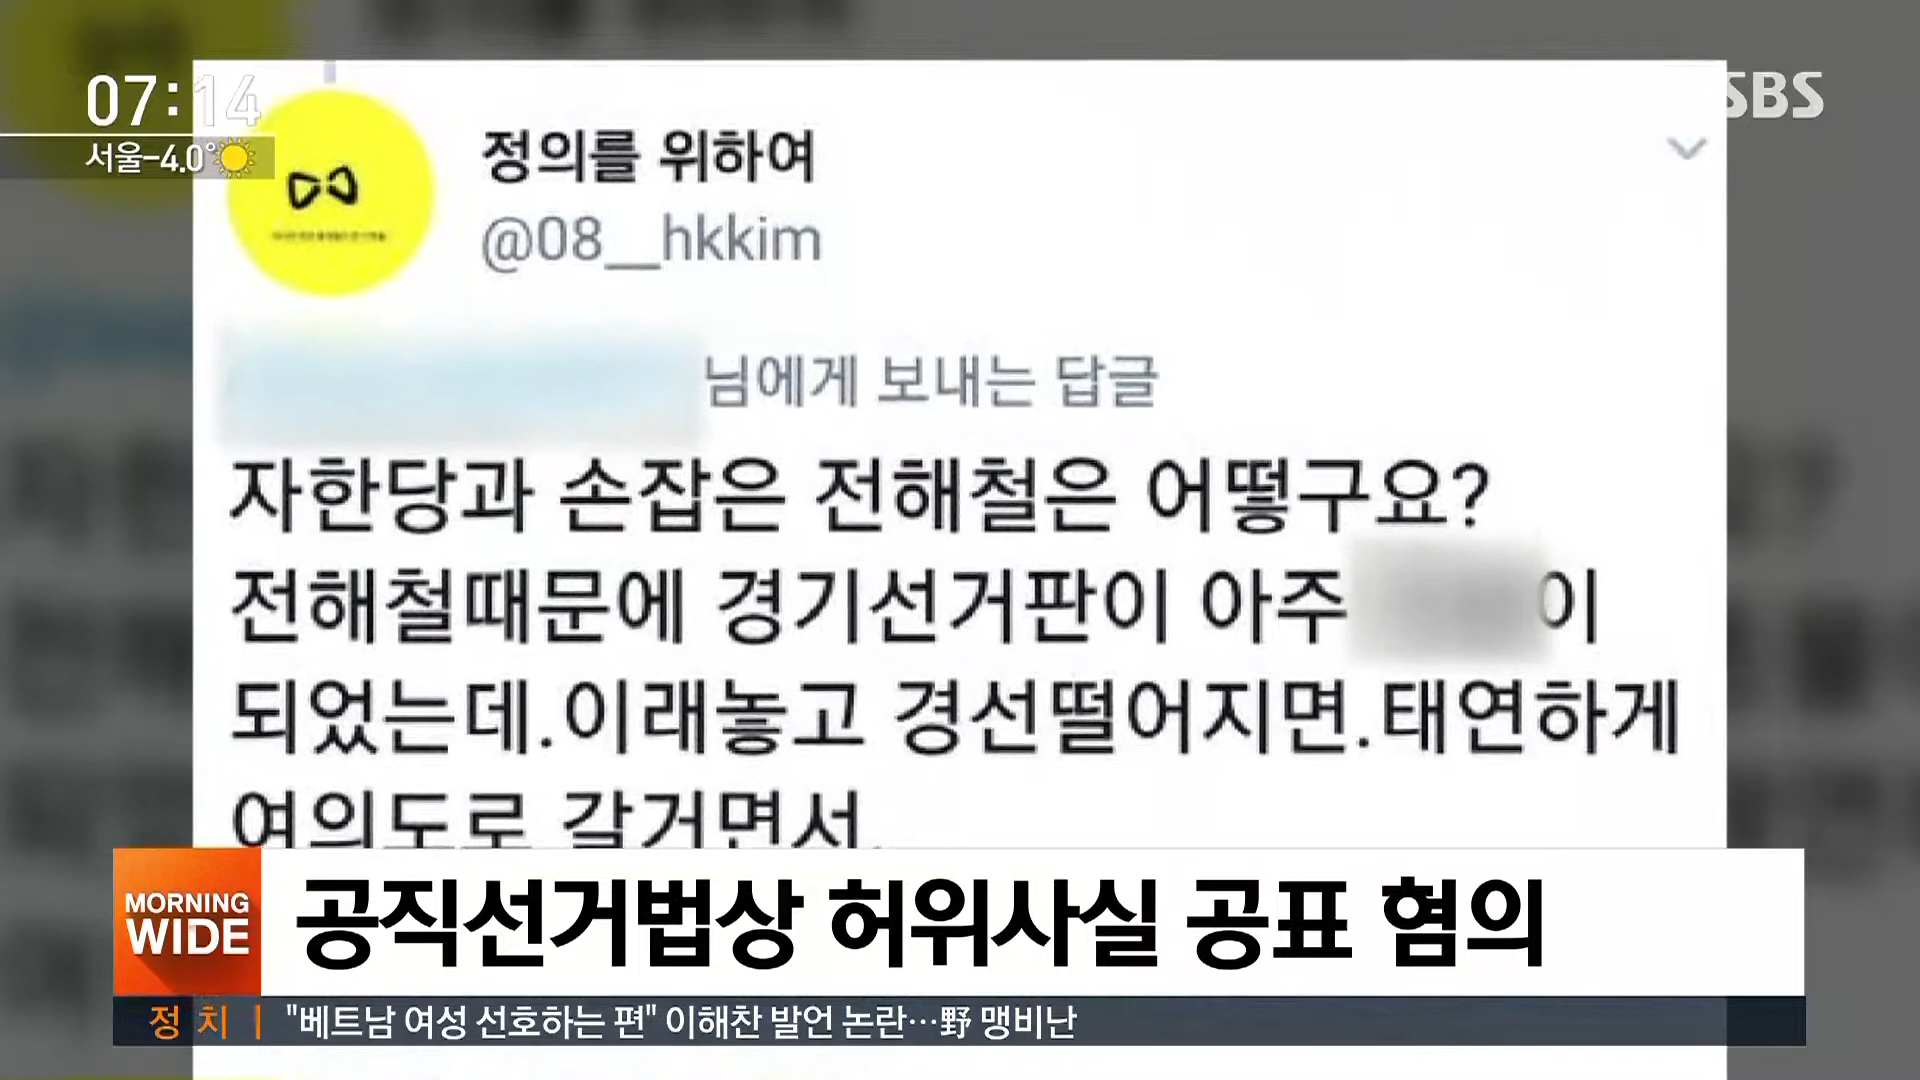 07:14
SBS
서울-4.0°
정의를 위하여
@08__hkkim
님에게 보내는 답글
자한당과 손잡은 전해철은 어떻구요?
전해철때문에 경기선거판이 아주 이
되었는데.이래놓고 경선떨어지면.태연하게
여의도로 갈거면서.
MORNING
WIDE
공직선거법상 허위사실 공표 혐의
정치 | "베트남 여성 선호하는 편" 이해찬 발언 논란…野 맹비난